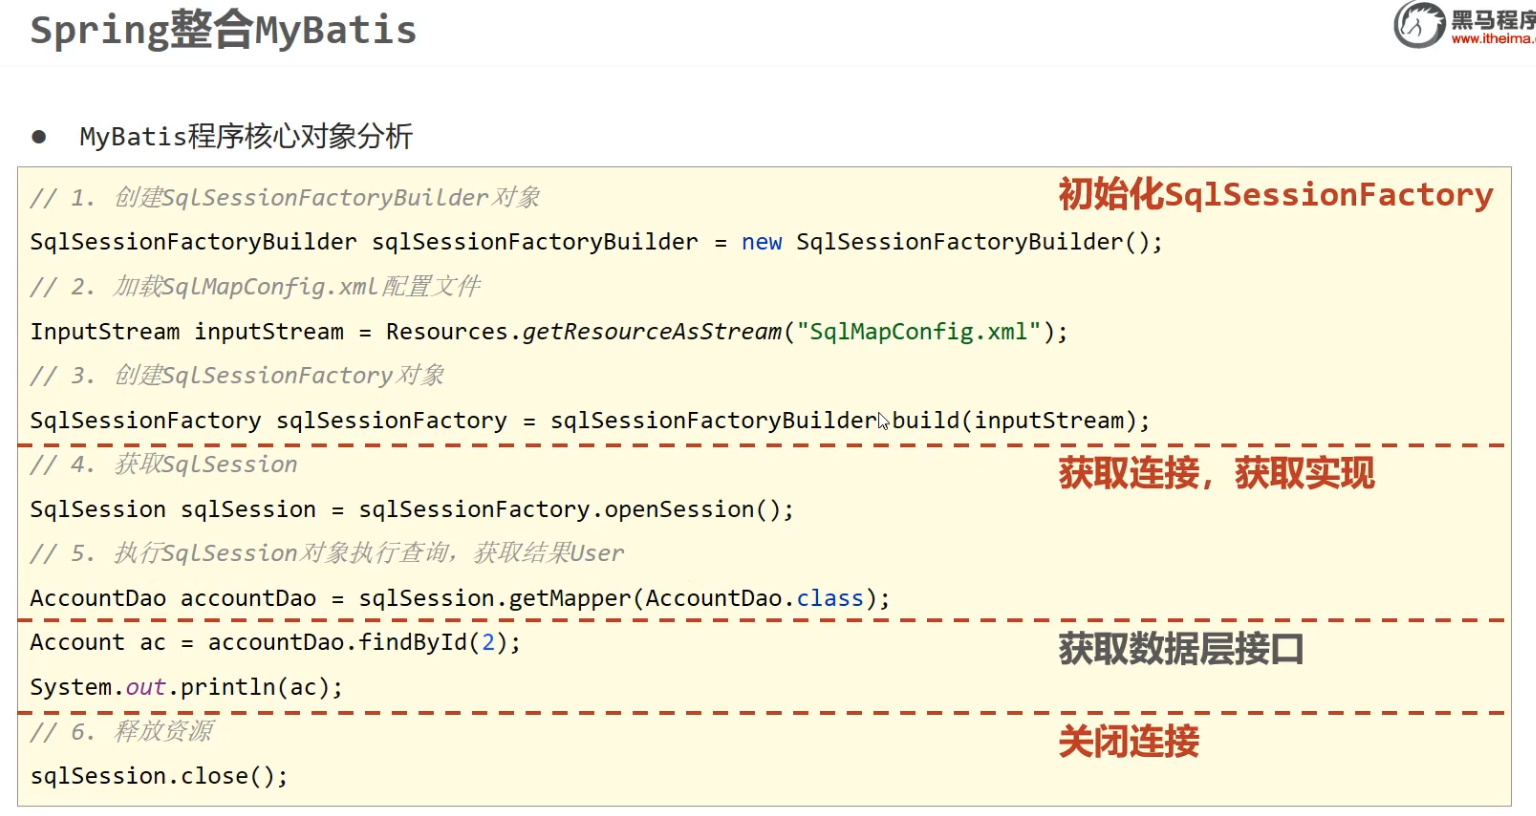 Spring整合MyBatis
黑马程序
www.itheima.
● MyBatis程序核心对象分析
// 1. 创建SqlSessionFactoryBuilder对象
初始化SqlSessionFactory
SqlSessionFactoryBuilder sqlSessionFactoryBuilder = new SqlSessionFactoryBuilder();
// 2. 加载SqlMapConfig.xml配置文件
InputStream inputStream = Resources.getResourceAsStream("SqlMapConfig.xml");
// 3. 创建SqlSessionFactory对象
SqlSessionFactory sqlSessionFactory = sqlSessionFactoryBuilder.build(inputStream);
// 4. 获取SqlSession
获取连接，获取实现
SqlSession sqlSession = sqlSessionFactory.openSession();
// 5. 执行SqlSession对象执行查询，获取结果User
AccountDao accountDao = sqlSession.getMapper(AccountDao.class);
Account ac = accountDao.findById(2);
获取数据层接口
System.out.println(ac);
// 6. 释放资源
关闭连接
sqlSession.close();